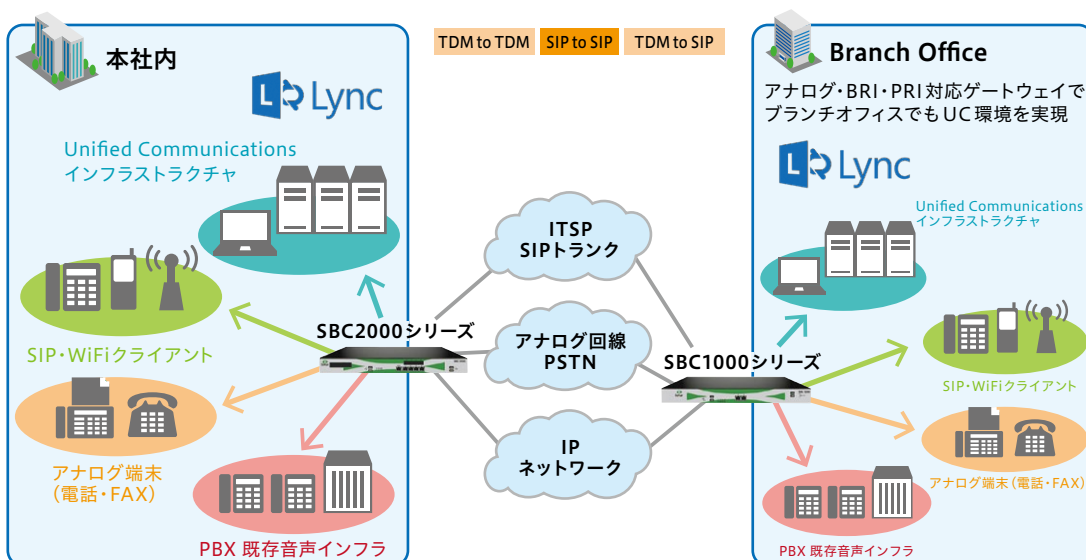 本社内
Lync
Unified Communications
インフラストラクチャ
SIP・WiFiクライアント
アナログ端末
(電話・FAX)
PBX 既存音声インフラ
SBC2000シリーズ
TDM to TDM
SIP to SIP
TDM to SIP
ITSP
SIPトランク
アナログ回線
PSTN
IP
ネットワーク
SBC1000シリーズ
Branch Office
アナログ・BRI・PRI対応ゲートウェイで
ブランチオフィスでもUC環境を実現
Lync
Unified Communications
インフラストラクチャ
SIP・WiFiクライアント
アナログ端末(電話・FAX)
PBX 既存音声インフラ